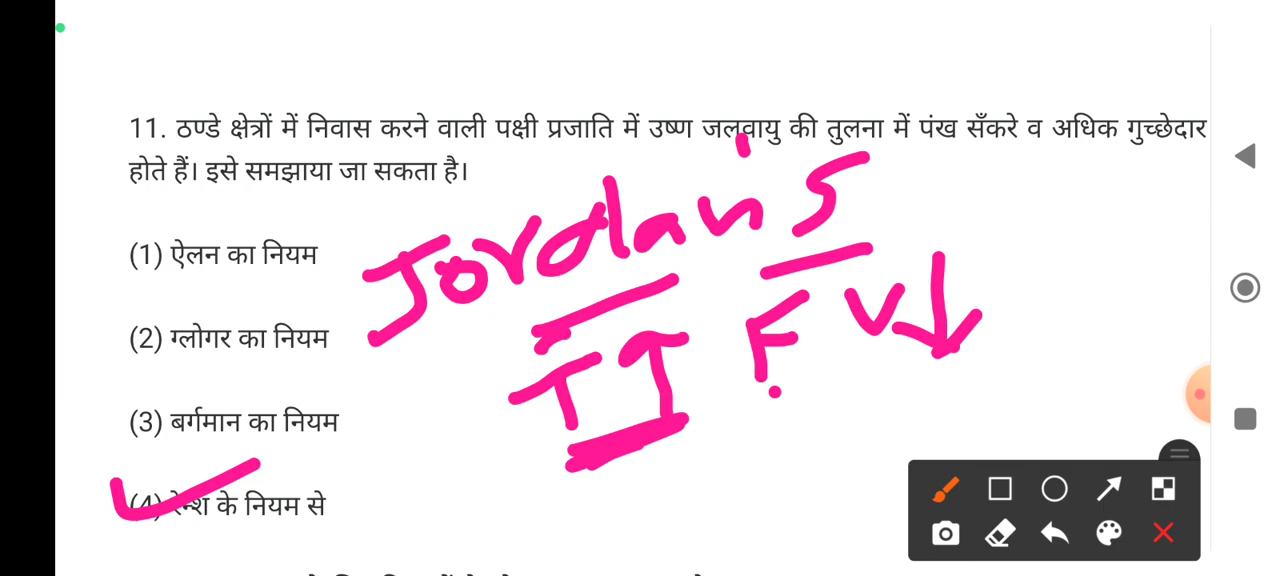 11. ठण्डे क्षेत्रों में निवास करने वाली पक्षी प्रजाति में उष्ण जलवायु की तुलना में पंख सँकरे व अधिक गुच्छेदार
होते हैं। इसे समझाया जा सकता है।
Jordan's
(1) ऐलन का नियम
(2) ग्लोगर का नियम
T↑ F. V↓
(3) बर्गमान का नियम
(4) रेन्श के नियम से